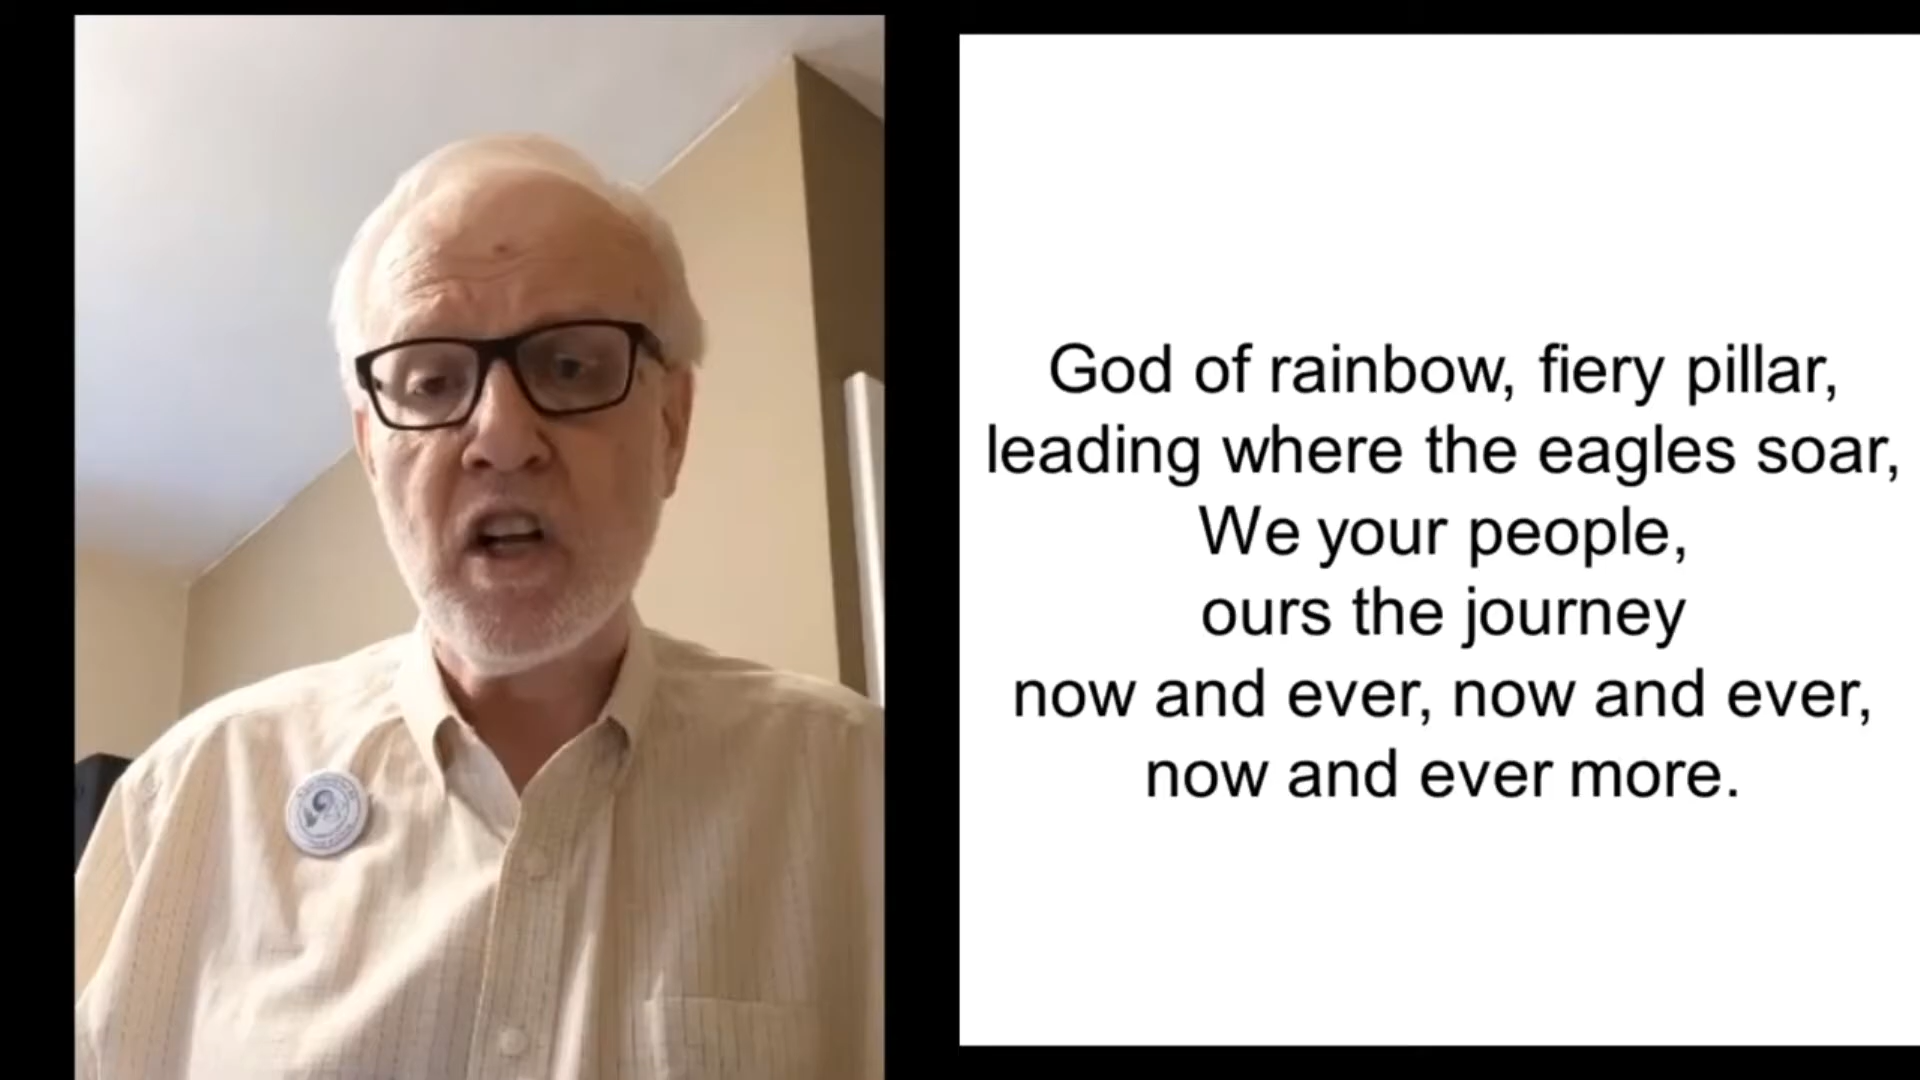 God of rainbow, fiery pillar,
leading where the eagles soar,
We your people,
ours the journey
now and ever, now and ever,
now and ever more.